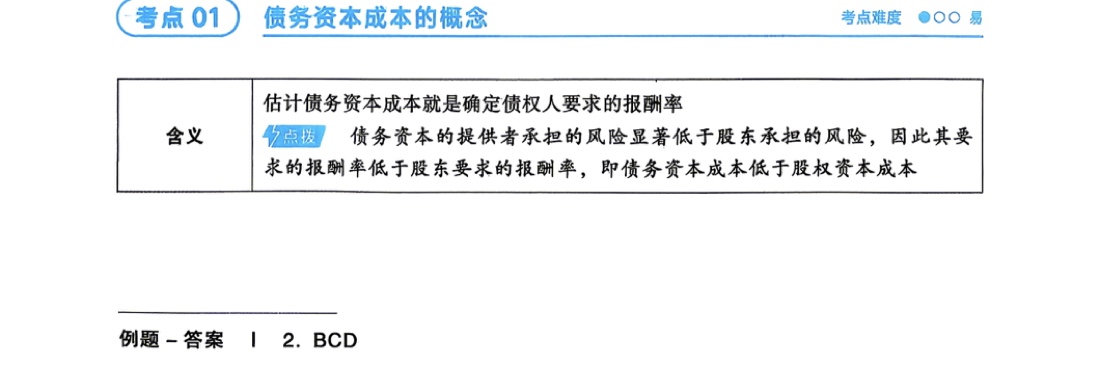 考点 01 债务资本成本的概念 考点难度 ●○○ 易
含义
估计债务资本成本就是确定债权人要求的报酬率
点拨 债务资本的提供者承担的风险显著低于股东承担的风险，因此其要
求的报酬率低于股东要求的报酬率，即债务资本成本低于股权资本成本
例题 – 答案 | 2. BCD